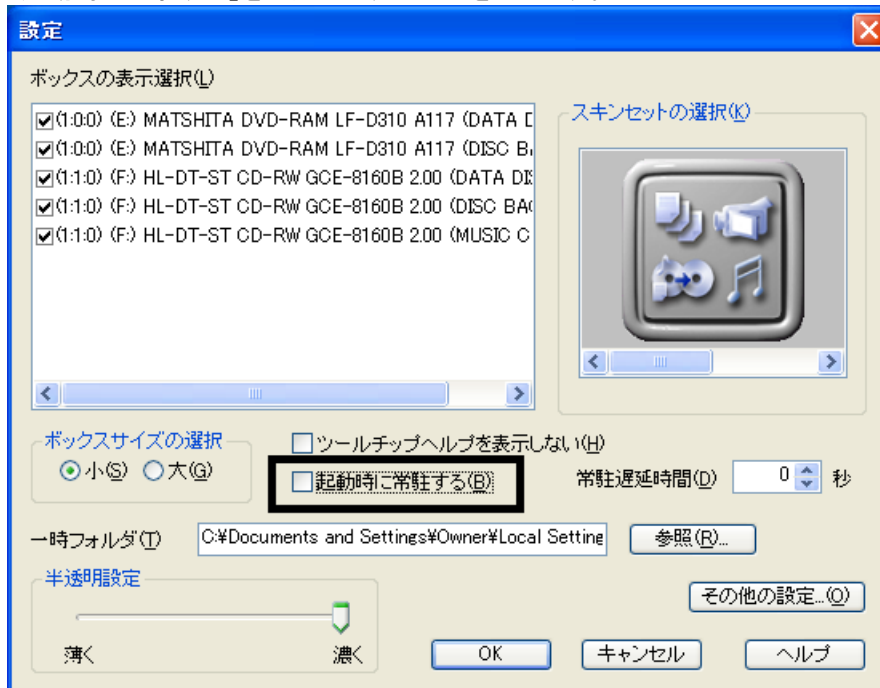 設定
ボックスの表示選択(L)
(1:0:0) (E:) MATSHITA DVD-RAM LF-D310 A117 (DATA
(1:0:0) (E:) MATSHITA DVD-RAM LF-D310 A117 (DISC
(1:1:0) (F:) HL-DT-ST CD-RW GCE-8160B 2.00 (DATA
(1:1:0) (F:) HL-DT-ST CD-RW GCE-8160B 2.00 (DISC
(1:1:0) (F:) HL-DT-ST CD-RW GCE-8160B 2.00 (MUSIC
スキンセットの選択(K)
ボックスサイズの選択
小(S) 大(G)
ツールチップヘルプを表示しない(H)
起動時に常駐する(B)
常駐遅延時間(D) 0 秒
一時フォルダ(T) C:¥Documents and Settings¥Owner¥Local Setting 参照(R)...
半透明設定
薄く 濃く
その他の設定...(O)
OK キャンセル ヘルプ